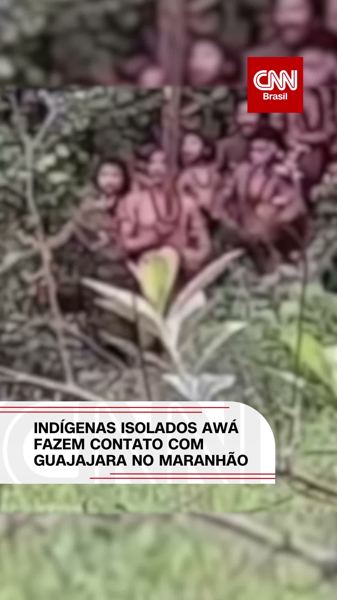 CNN
Brasil
INDÍGENAS ISOLADOS AWÁ
FAZEM CONTATO COM
GUAJAJARA NO MARANHÃO